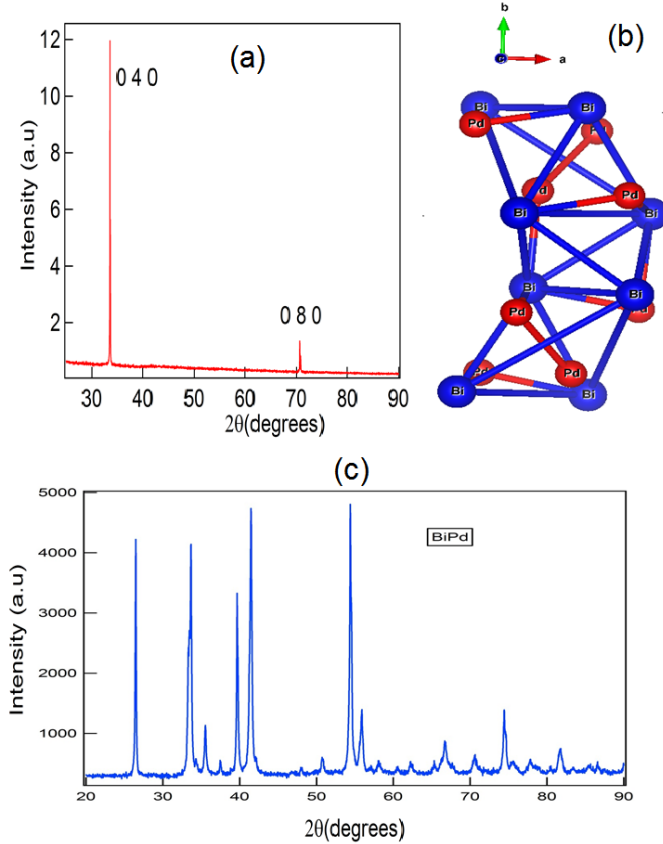 (a)
Intensity (a.u)
12
10
8
6
4
2
0 4 0
0 8 0
30 40 50 60 70 80 90
2θ(degrees)
(b)
b
a
Bi Bi
Pd Pd
Pd Pd
Bi Bi
Bi Bi
Pd Pd
Pd Pd
Bi Bi
(c)
Intensity (a.u)
5000
4000
3000
2000
1000
BiPd
20 30 40 50 60 70 80 90
2θ(degrees)